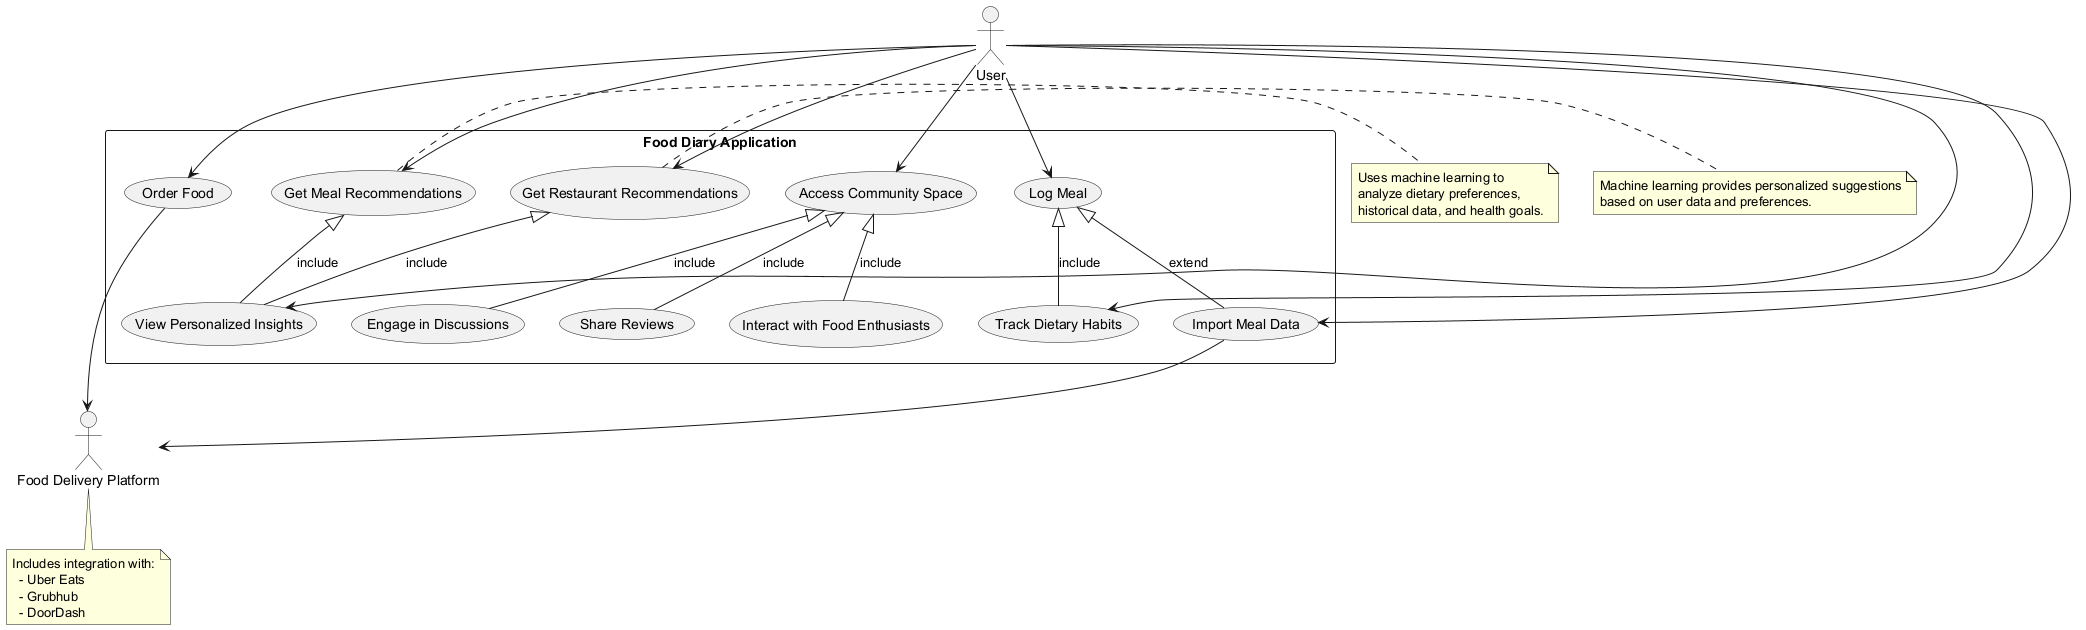 User
Food Diary Application
Order Food
Get Meal Recommendations
Get Restaurant Recommendations
Access Community Space
Log Meal
Uses machine learning to
analyze dietary preferences,
historical data, and health goals.
Machine learning provides personalized suggestions
based on user data and preferences.
include
include
include
include
include
include
extend
View Personalized Insights
Engage in Discussions
Share Reviews
Interact with Food Enthusiasts
Track Dietary Habits
Import Meal Data
Food Delivery Platform
Includes integration with:
- Uber Eats
- Grubhub
- DoorDash